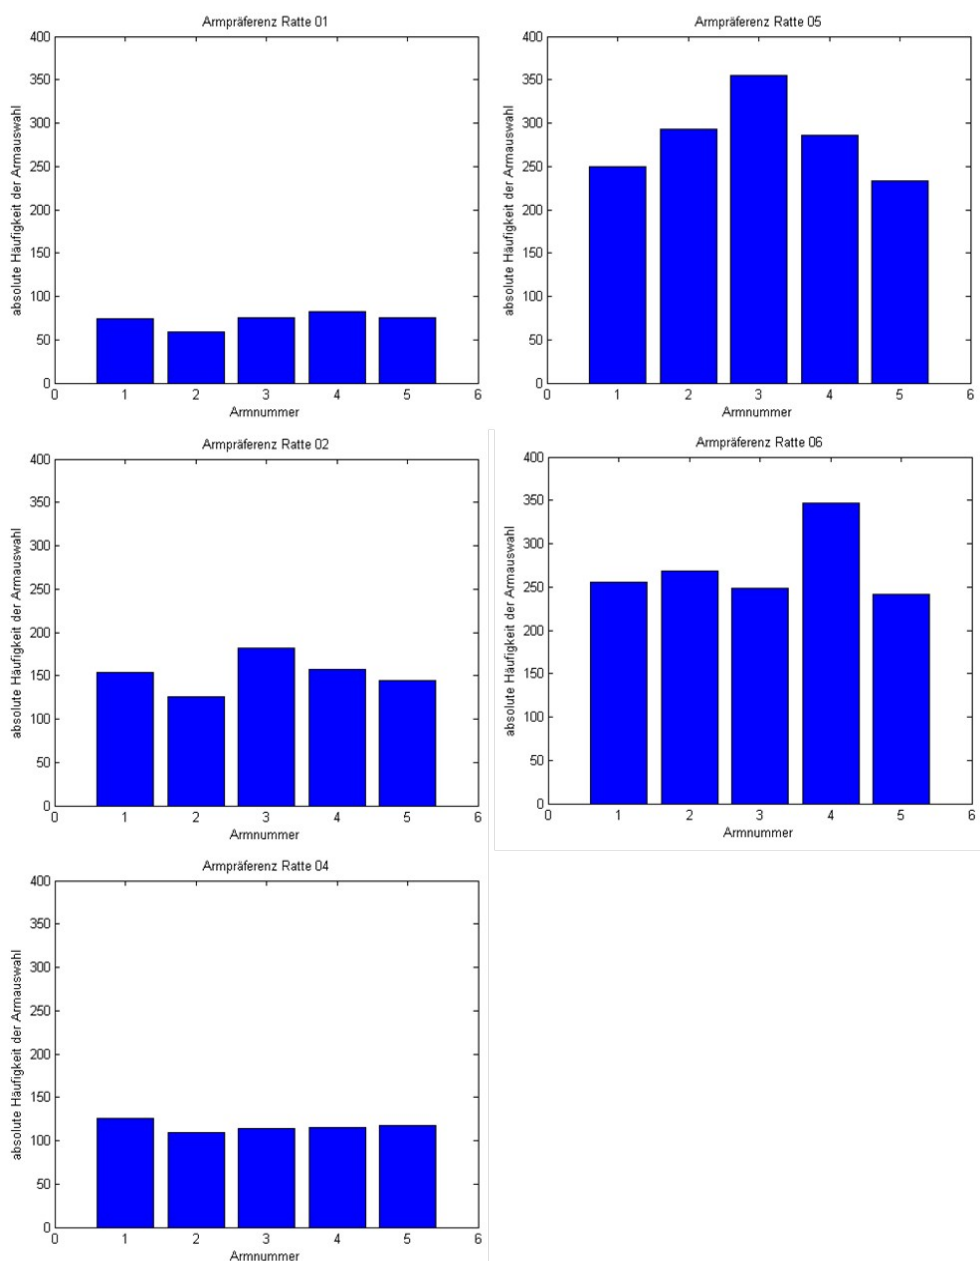 Armpräferenz Ratte 01
400
350
300
250
200
150
100
50
0
absolute Häufigkeit der Armauswahl
0 1 2 3 4 5 6
Armnummer
Armpräferenz Ratte 05
400
350
300
250
200
150
100
50
0
absolute Häufigkeit der Armauswahl
0 1 2 3 4 5 6
Armnummer
Armpräferenz Ratte 02
400
350
300
250
200
150
100
50
0
absolute Häufigkeit der Armauswahl
0 1 2 3 4 5 6
Armnummer
Armpräferenz Ratte 06
400
350
300
250
200
150
100
50
0
absolute Häufigkeit der Armauswahl
0 1 2 3 4 5 6
Armnummer
Armpräferenz Ratte 04
400
350
300
250
200
150
100
50
0
absolute Häufigkeit der Armauswahl
0 1 2 3 4 5 6
Armnummer